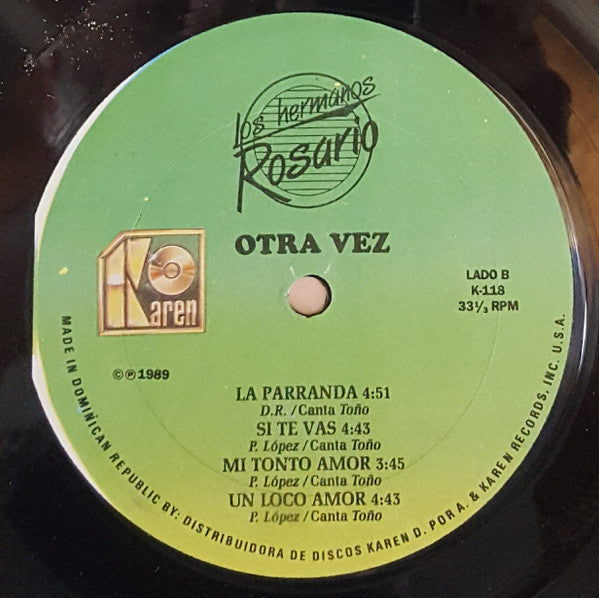 los hermanos
Rosario
OTRA VEZ
Karen
LADO B
K-118
33⅓ RPM
©℗1989
LA PARRANDA 4:51
D.R. /Canta Toño
SI TE VAS 4:43
P. López/Canta Toño
MI TONTO AMOR 3:45
P. López/Canta Toño
UN LOCO AMOR 4:43
P. López/Canta Toño
MADE IN DOMINICAN REPUBLIC BY: DISTRIBUIDORA DE DISCOS KAREN D. POR A. & KAREN RECORDS, INC. U.S.A.